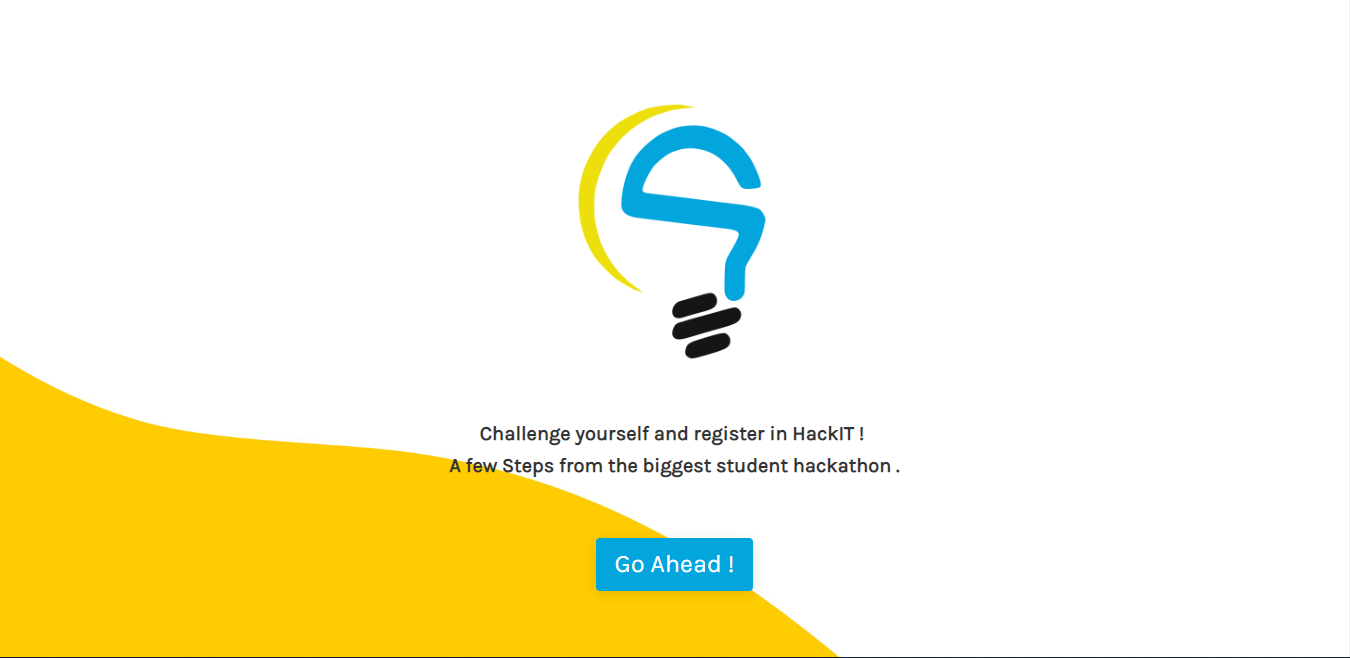 Challenge yourself and register in HackIT !
A few Steps from the biggest student hackathon .
Go Ahead !